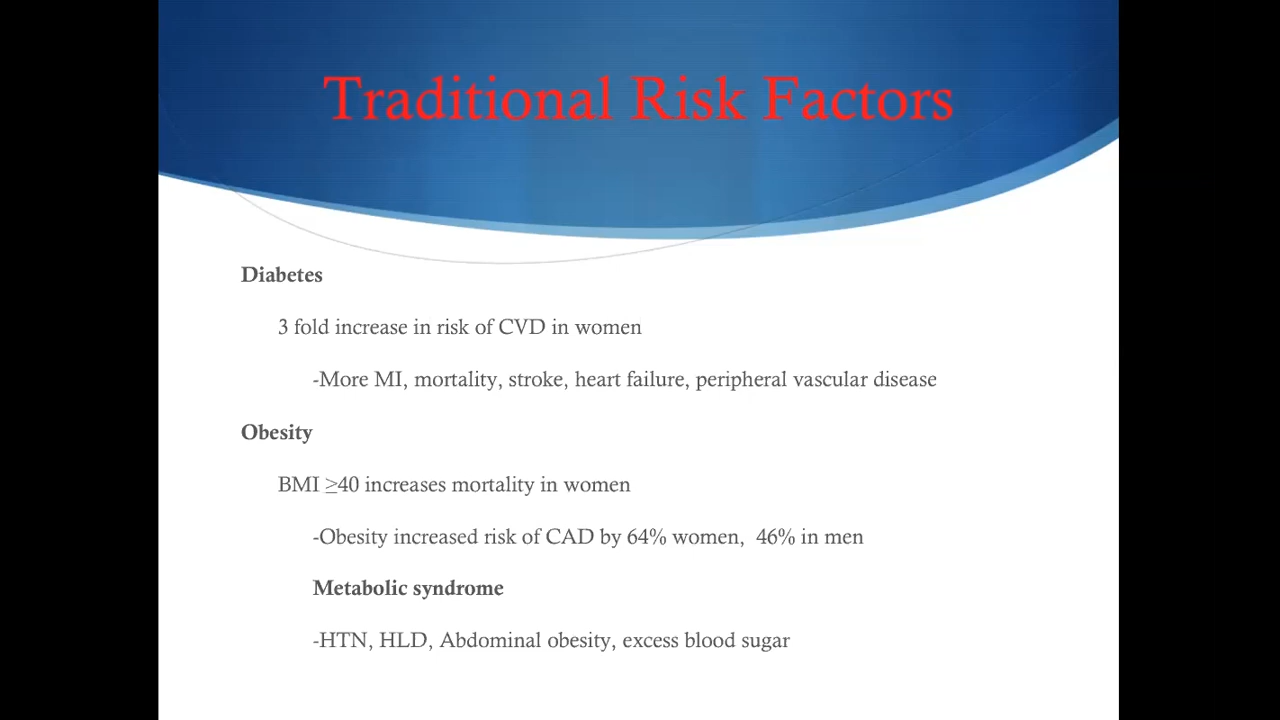 Traditional Risk Factors
Diabetes
3 fold increase in risk of CVD in women
-More MI, mortality, stroke, heart failure, peripheral vascular disease
Obesity
BMI ≥40 increases mortality in women
-Obesity increased risk of CAD by 64% women,  46% in men
Metabolic syndrome
-HTN, HLD, Abdominal obesity, excess blood sugar